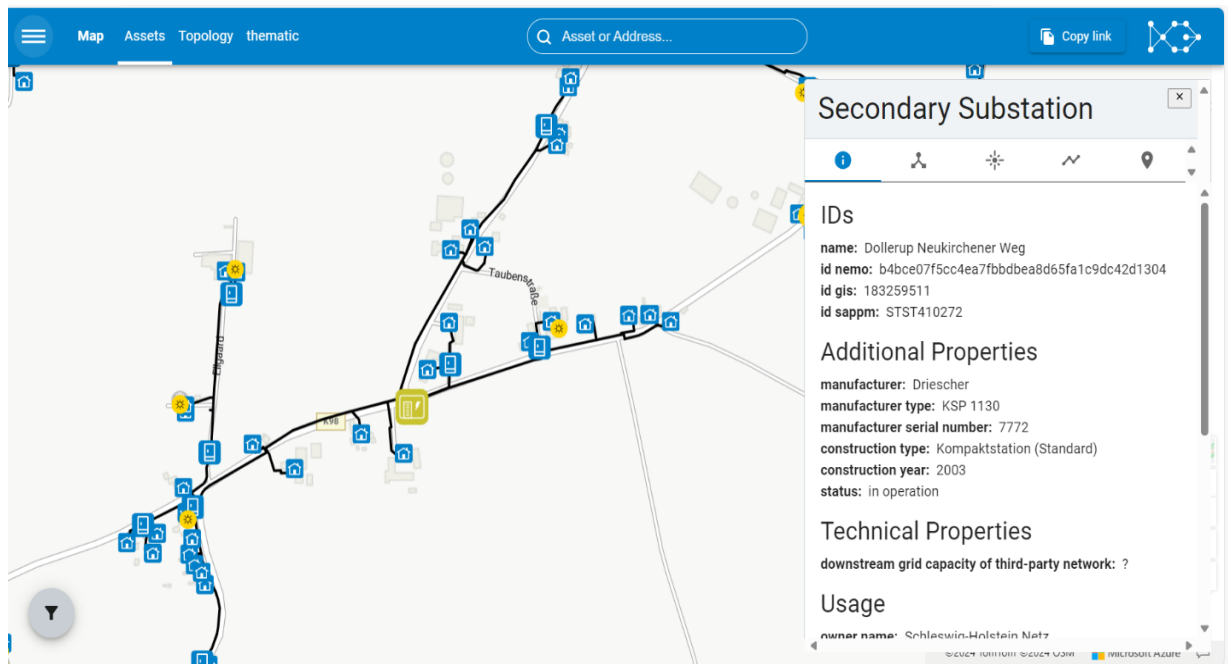 Map Assets Topology thematic Asset or Address... Copy link
Secondary Substation
IDs
name: Dollerup Neukirchener Weg
id nemo: b4bce07f5cc4ea7fbbdbea8d65fa1c9dc42d1304
id gis: 183259511
id sappm: STST410272
Additional Properties
manufacturer: Driescher
manufacturer type: KSP 1130
manufacturer serial number: 7772
construction type: Kompaktstation (Standard)
construction year: 2003
status: in operation
Technical Properties
downstream grid capacity of third-party network: ?
Usage
owner name: Schleswig-Holstein Netz
Taubenstraße
Ellgaard
K98
©2024 TomTom ©2024 OSM Microsoft Azure